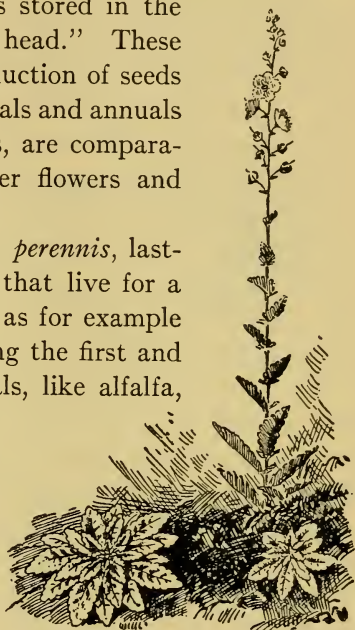 s stored in the
head." These
uction of seeds
als and annuals
s, are compara-
er flowers and
perennis, last-
that live for a
as for example
ng the first and
ls, like alfalfa,